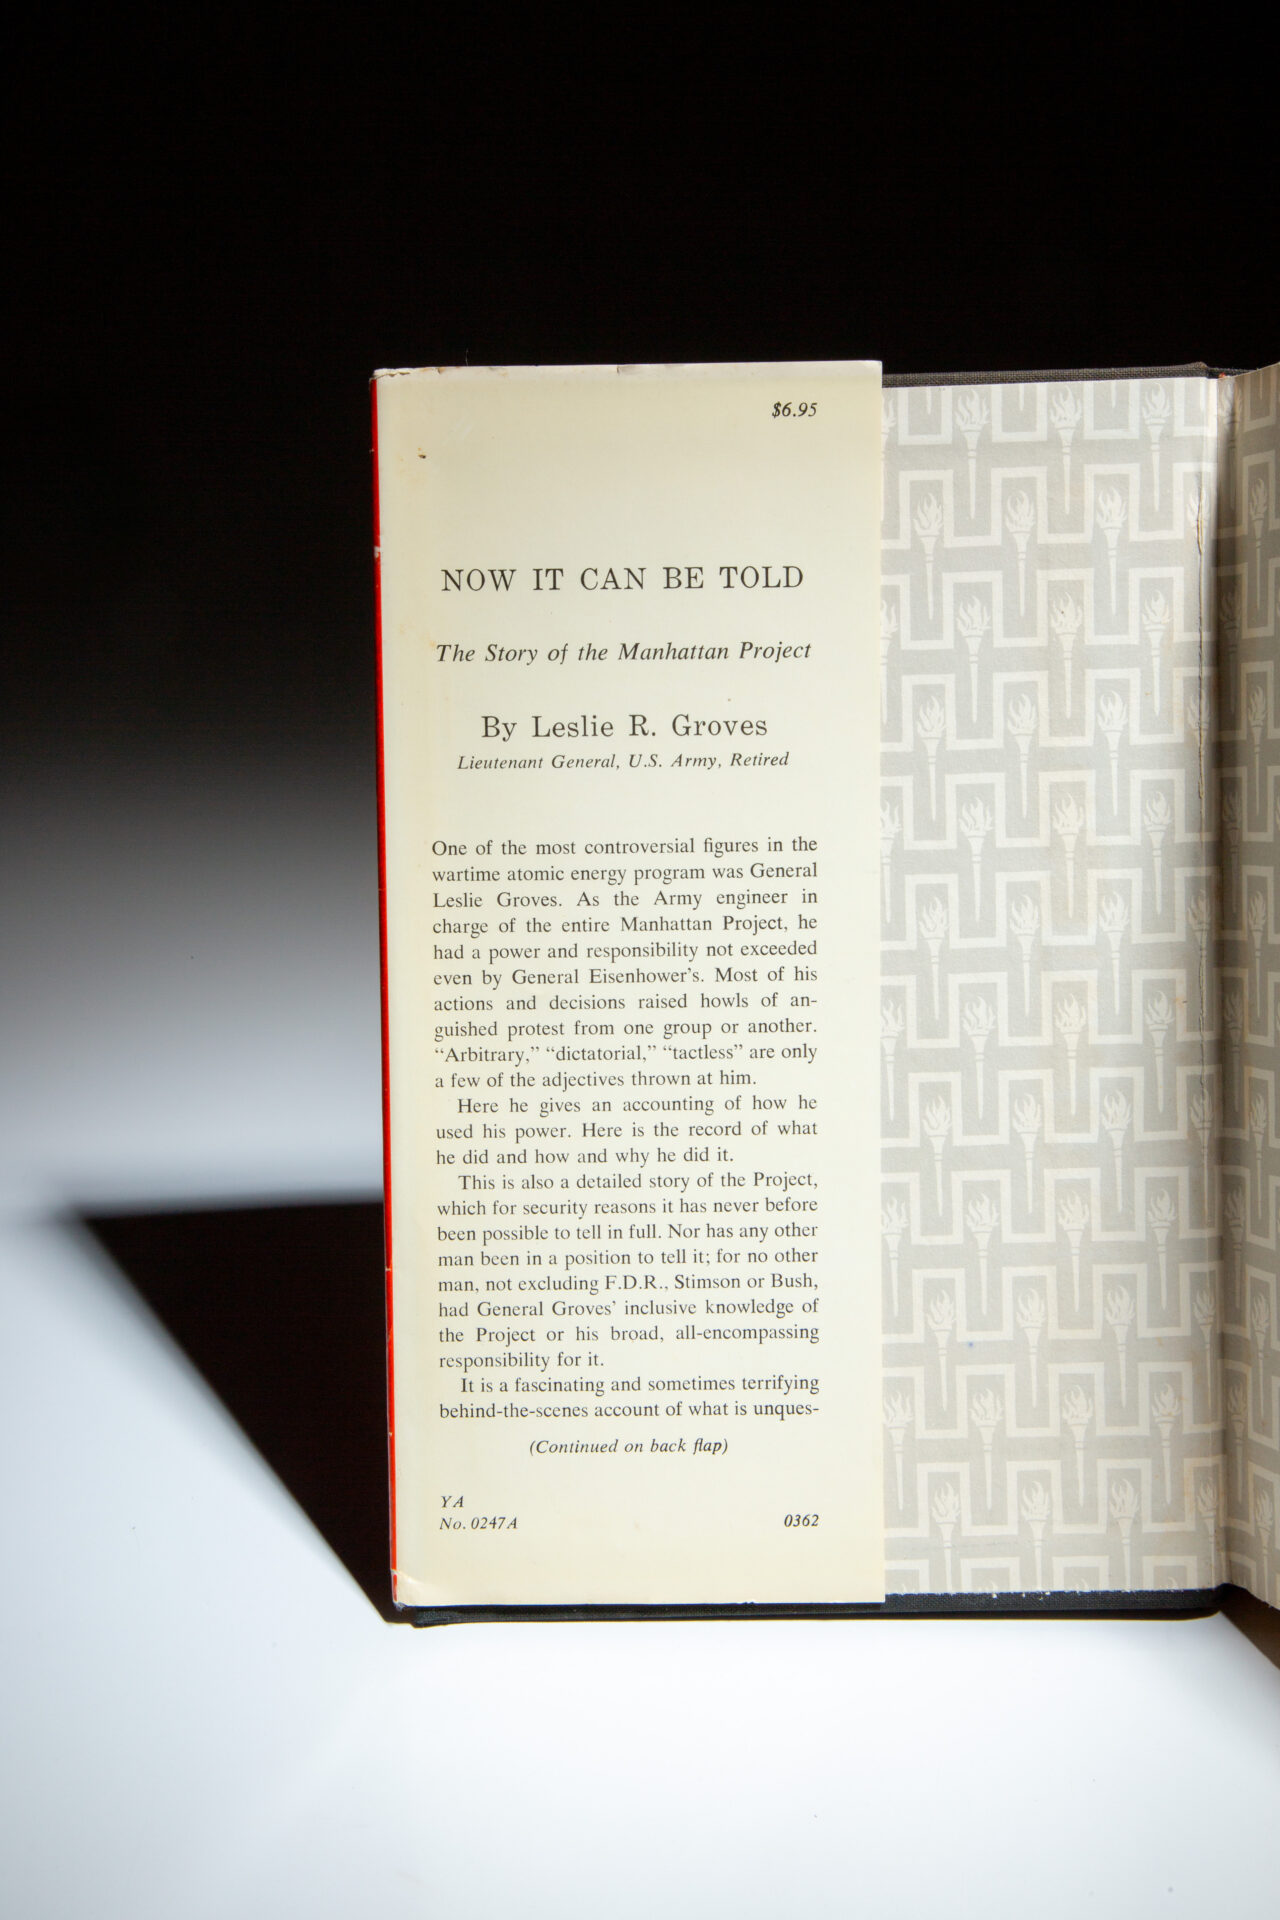 $6.95
NOW IT CAN BE TOLD
The Story of the Manhattan Project
By Leslie R. Groves
Lieutenant General, U.S. Army, Retired
One of the most controversial figures in the
wartime atomic energy program was General
Leslie Groves. As the Army engineer in
charge of the entire Manhattan Project, he
had a power and responsibility not exceeded
even by General Eisenhower's. Most of his
actions and decisions raised howls of an-
guished protest from one group or another.
“Arbitrary,” “dictatorial,” “tactless” are only
a few of the adjectives thrown at him.
Here he gives an accounting of how he
used his power. Here is the record of what
he did and how and why he did it.
This is also a detailed story of the Project,
which for security reasons it has never before
been possible to tell in full. Nor has any other
man been in a position to tell it; for no other
man, not excluding F.D.R., Stimson or Bush,
had General Groves' inclusive knowledge of
the Project or his broad, all-encompassing
responsibility for it.
It is a fascinating and sometimes terrifying
behind-the-scenes account of what is unques-
(Continued on back flap)
YA
No. 0247A 0362